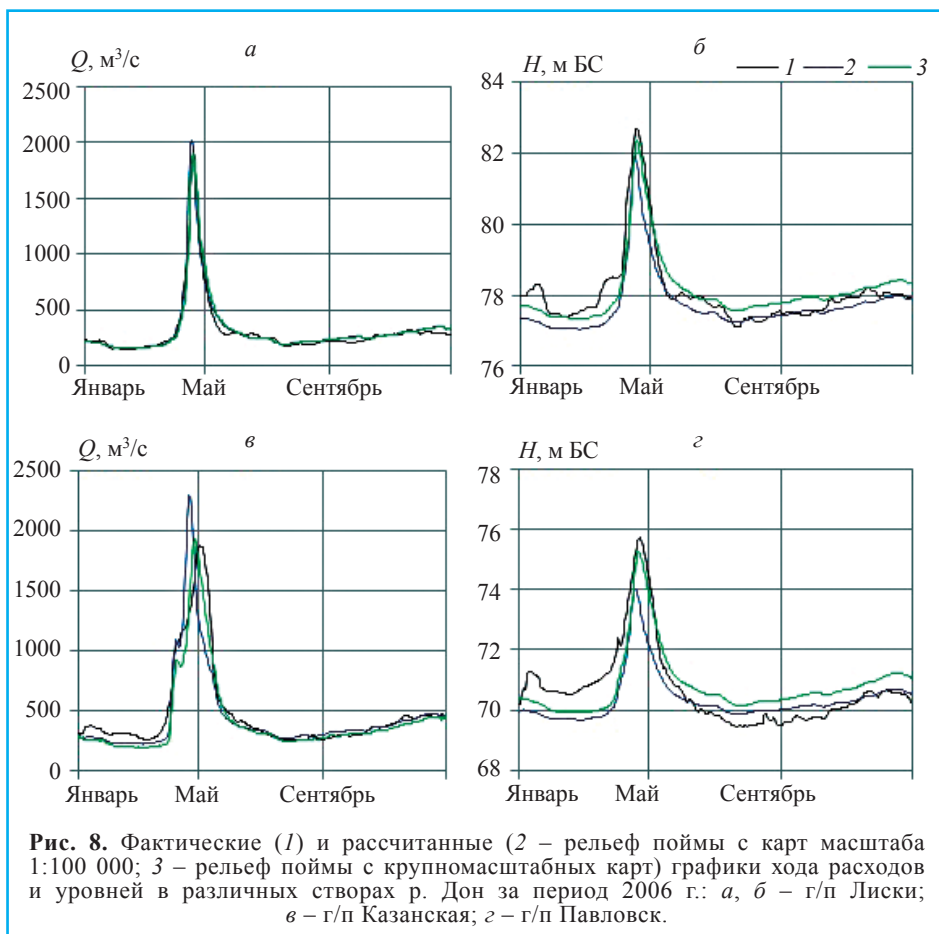 а
Q, м³/с
2500
2000
1500
1000
500
0
Январь Май Сентябрь
б
H, м БС
1 2 3
84
82
80
78
76
Январь Май Сентябрь
в
Q, м³/с
2500
2000
1500
1000
500
0
Январь Май Сентябрь
г
H, м БС
78
76
74
72
70
68
Январь Май Сентябрь
Рис. 8. Фактические (1) и рассчитанные (2 – рельеф поймы с карт масштаба
1:100 000; 3 – рельеф поймы с крупномасштабных карт) графики хода расходов
и уровней в различных створах р. Дон за период 2006 г.: а, б – г/п Лиски;
в – г/п Казанская; г – г/п Павловск.